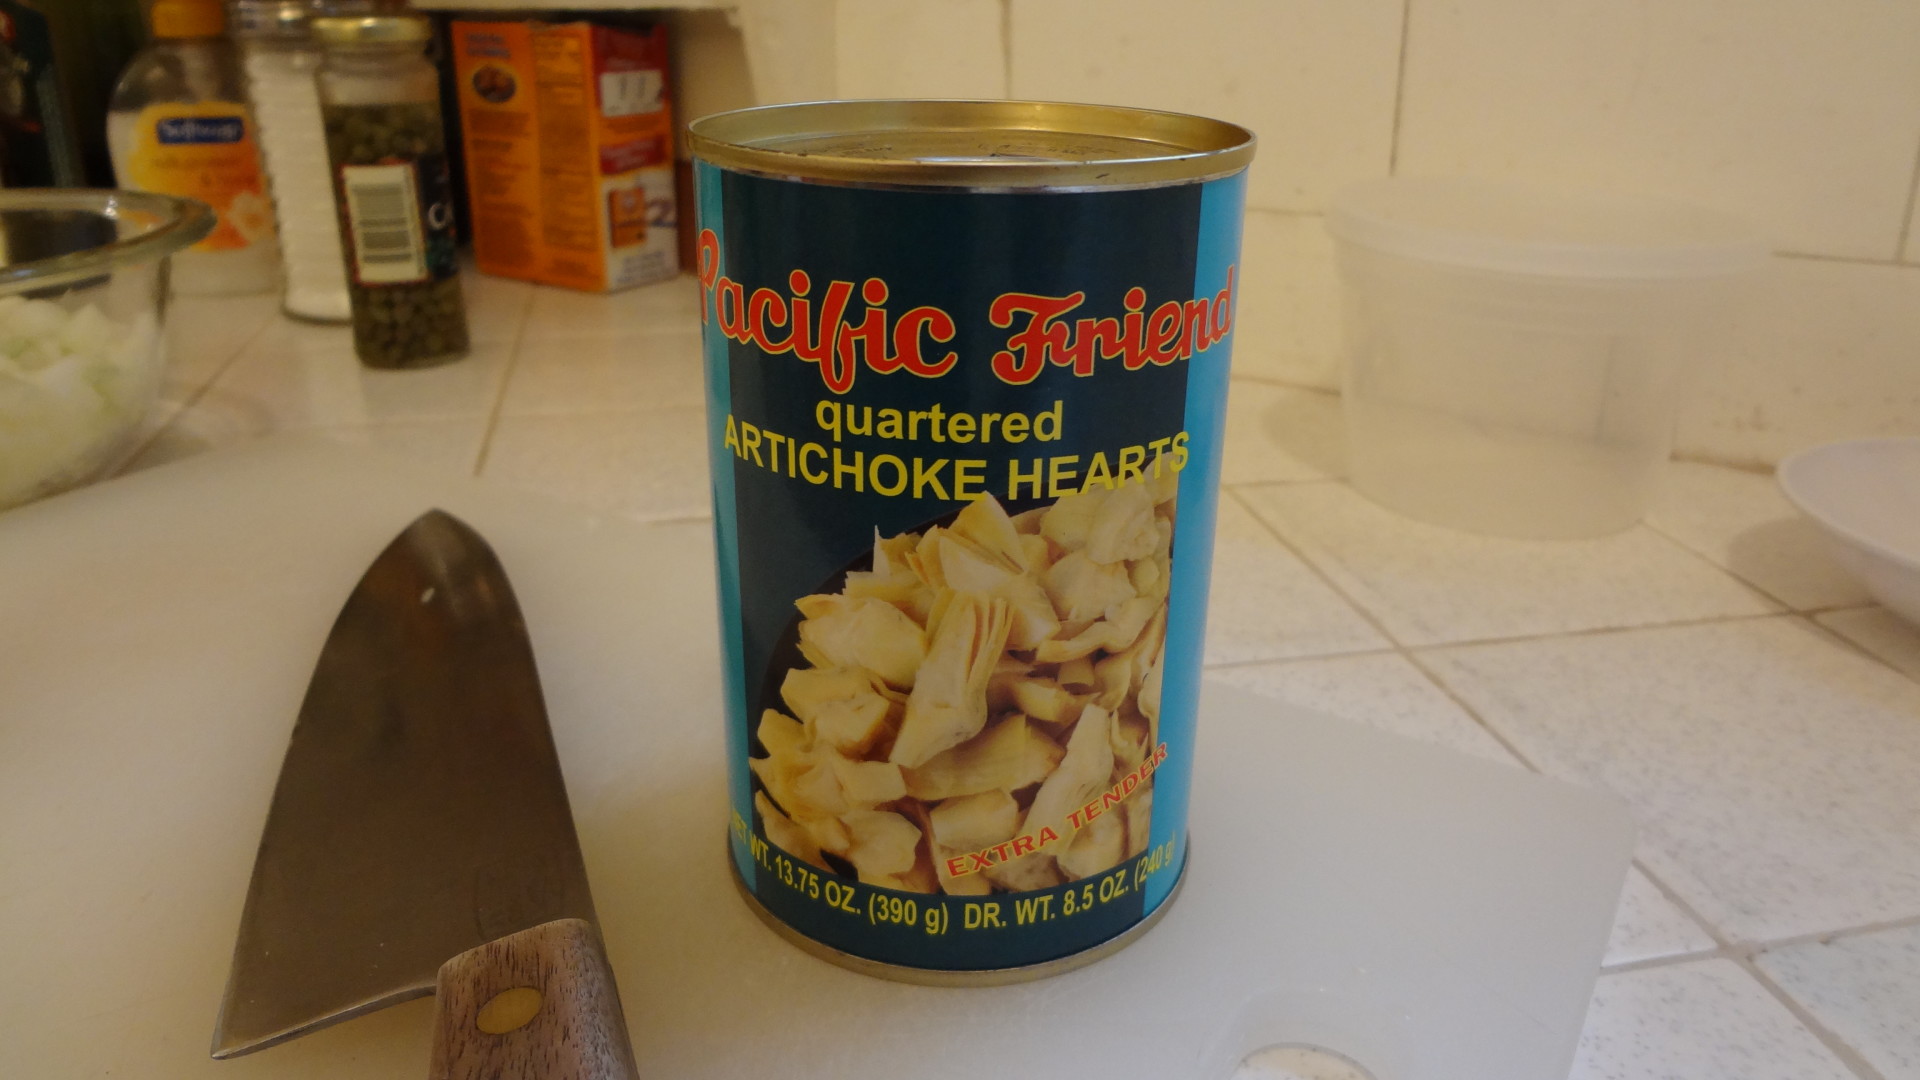 Softsoap
Pacific Friend
quartered
ARTICHOKE HEARTS
EXTRA TENDER
NET WT. 13.75 OZ. (390 g) DR. WT. 8.5 OZ. (240 g)